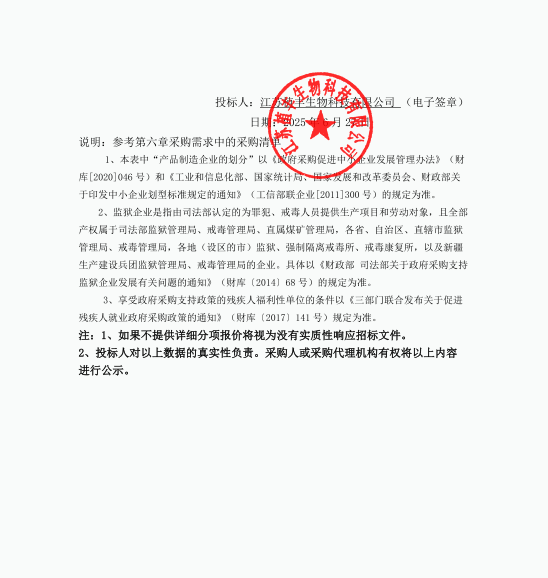 投标人：江苏植丰生物科技有限公司 （电子签章）
日期：2025年 月2 日
江苏植丰生物科技有限公司
说明：参考第六章采购需求中的采购清单
1、本表中“产品制造企业的划分”以《政府采购促进中小企业发展管理办法》（财
库[2020]046 号）和《工业和信息化部、国家统计局、国家发展和改革委员会、财政部关
于印发中小企业划型标准规定的通知》（工信部联企业[2011]300 号）的规定为准。
2、监狱企业是指由司法部认定的为罪犯、戒毒人员提供生产项目和劳动对象，且全部
产权属于司法部监狱管理局、戒毒管理局、直属煤矿管理局，各省、自治区、直辖市监狱
管理局、戒毒管理局，各地（设区的市）监狱、强制隔离戒毒所、戒毒康复所，以及新疆
生产建设兵团监狱管理局、戒毒管理局的企业。具体以《财政部 司法部关于政府采购支持
监狱企业发展有关问题的通知》（财库〔2014〕68 号）的规定为准。
3、享受政府采购支持政策的残疾人福利性单位的条件以《三部门联合发布关于促进
残疾人就业政府采购政策的通知》（财库〔2017〕141 号）规定为准。
注：1、如果不提供详细分项报价将视为没有实质性响应招标文件。
2、投标人对以上数据的真实性负责。采购人或采购代理机构有权将以上内容
进行公示。